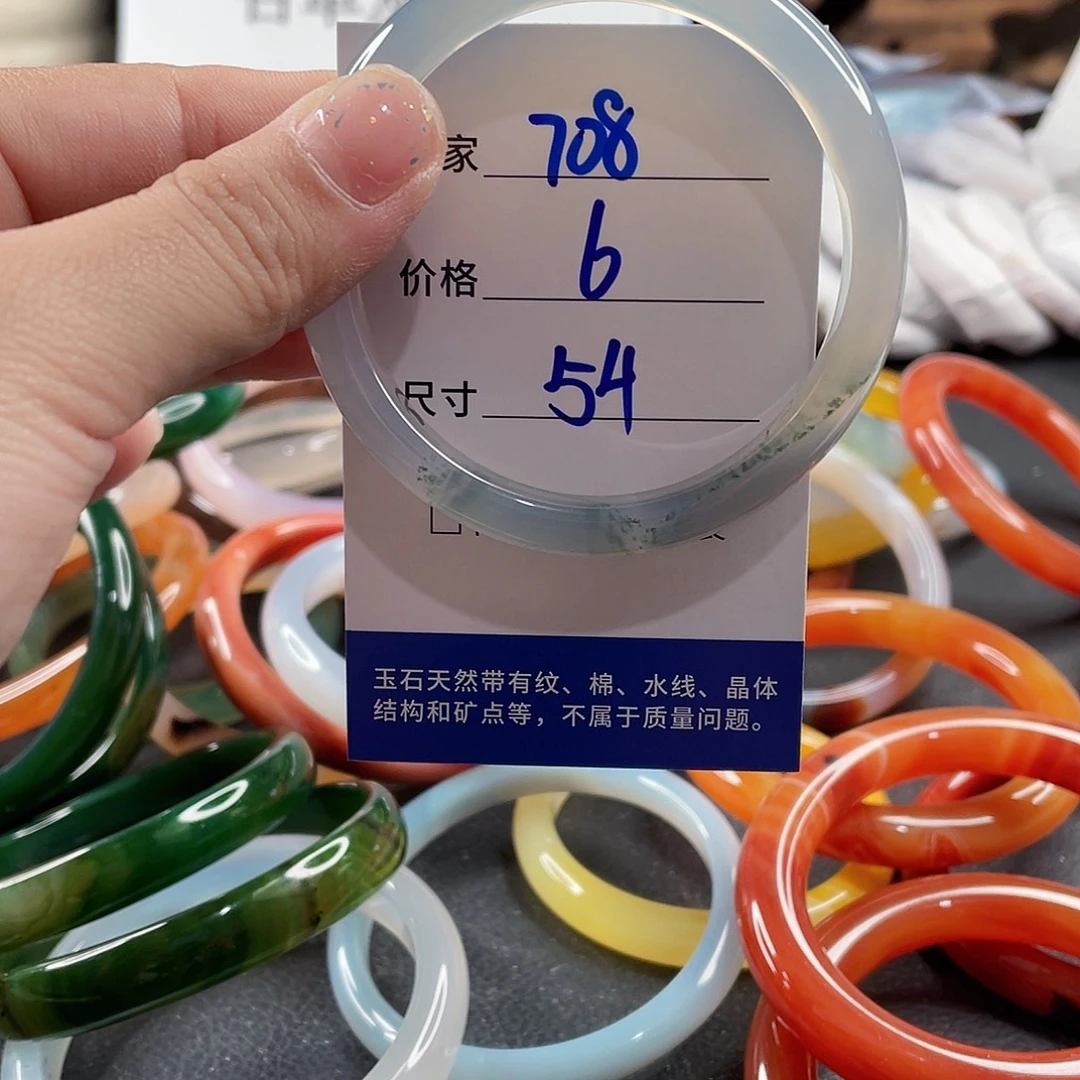 家 708
价格 6
尺寸 54
玉石天然带有纹、棉、水线、晶体
结构和矿点等，不属于质量问题。